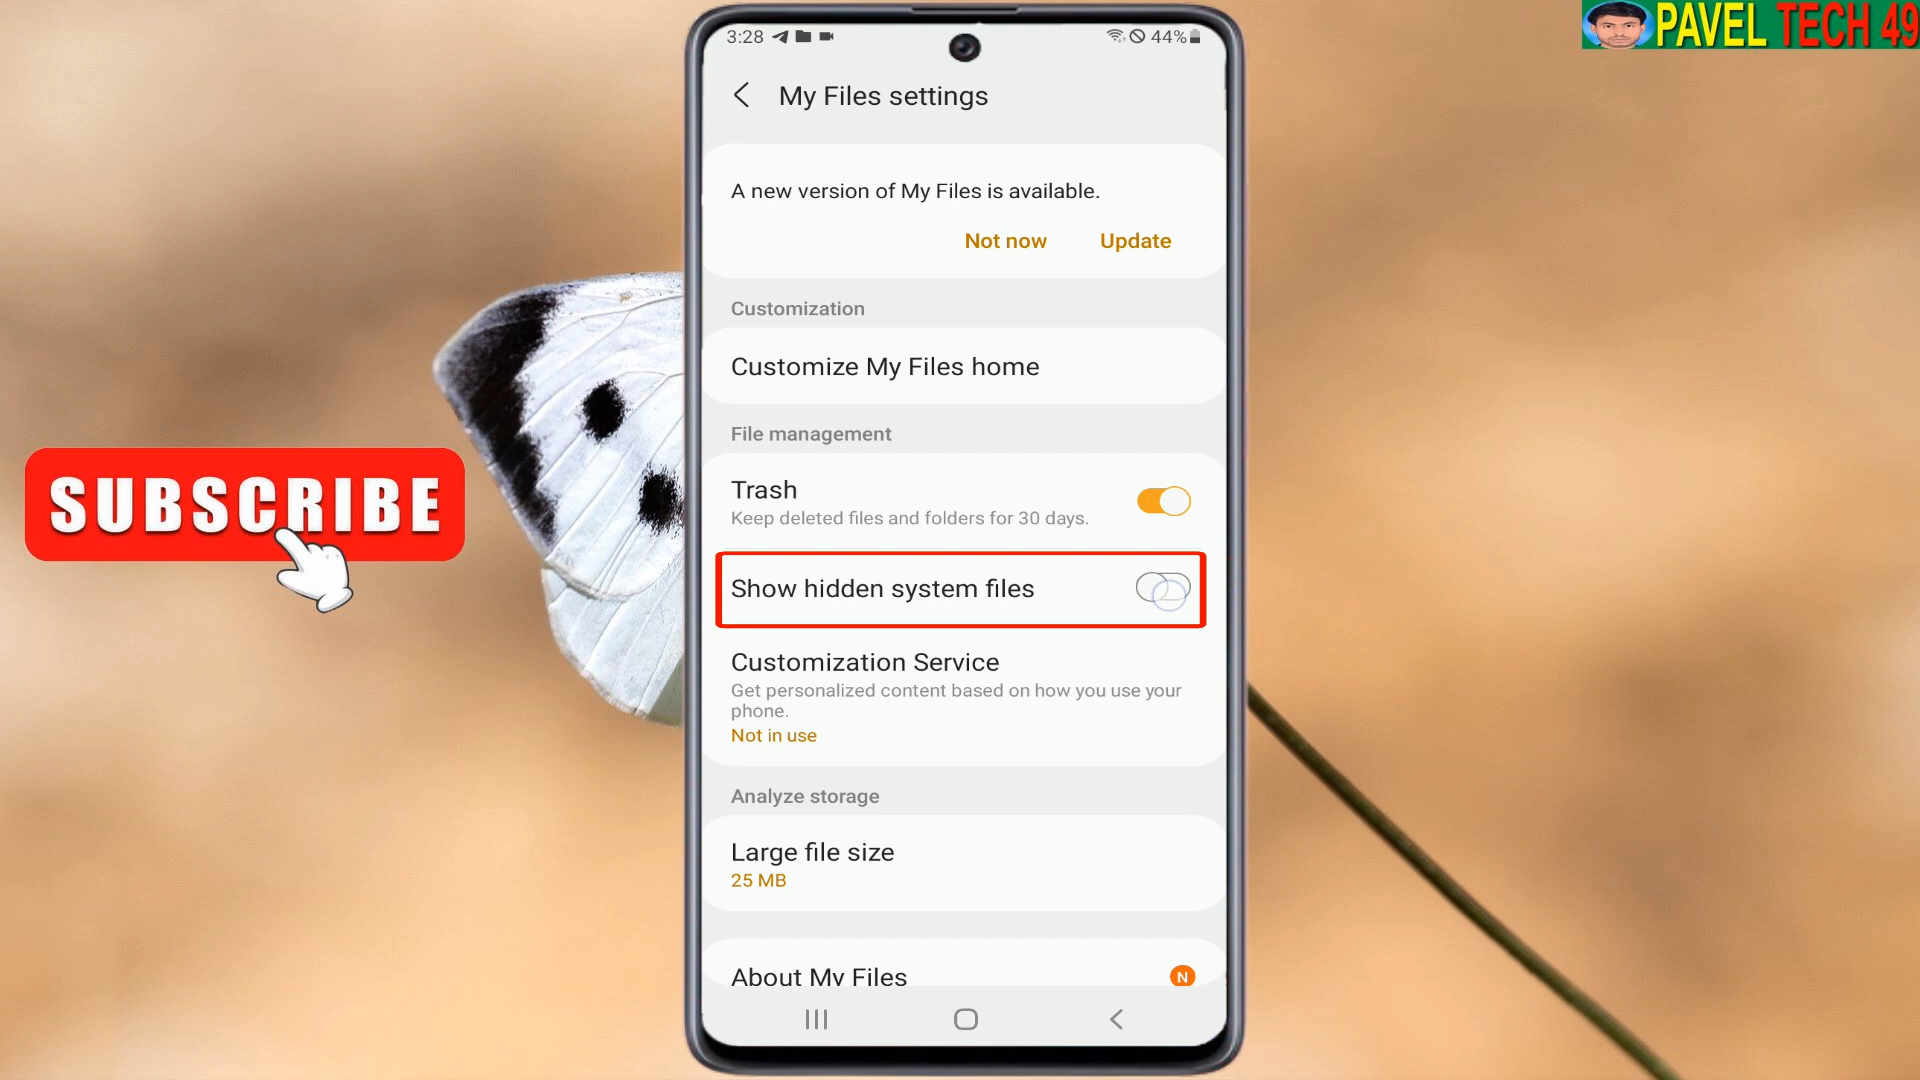 PAVEL TECH 49
3:28
44%
My Files settings
A new version of My Files is available.
Not now Update
Customization
Customize My Files home
File management
Trash
Keep deleted files and folders for 30 days.
SUBSCRIBE
Show hidden system files
Customization Service
Get personalized content based on how you use your
phone.
Not in use
Analyze storage
Large file size
25 MB
About My Files
N